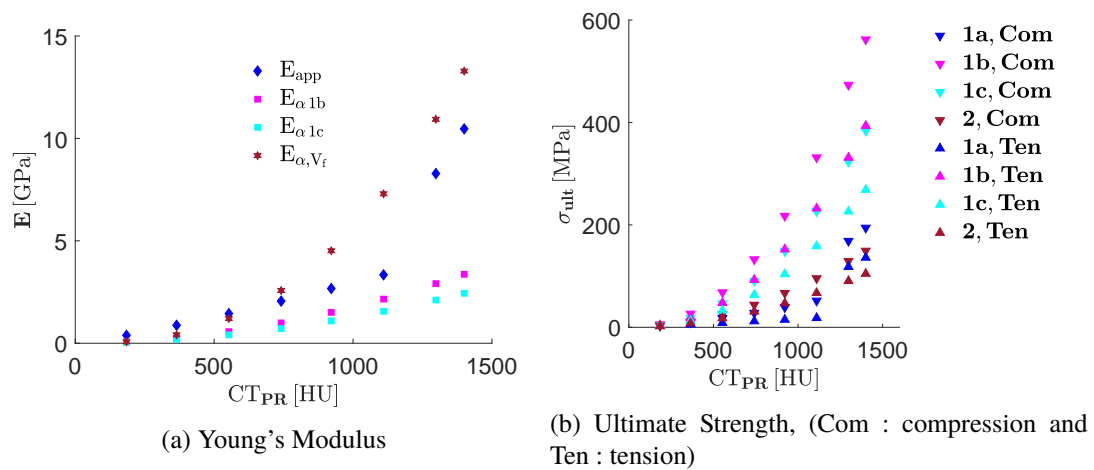 15
10
5
0
E [GPa]
0
500
1000
1500
CT_PR [HU]
E_app
E_α 1b
E_α 1c
E_α,V_f
(a) Young's Modulus
600
400
200
0
σ_ult [MPa]
0
500
1000
1500
CT_PR [HU]
1a, Com
1b, Com
1c, Com
2, Com
1a, Ten
1b, Ten
1c, Ten
2, Ten
(b) Ultimate Strength, (Com : compression and
Ten : tension)